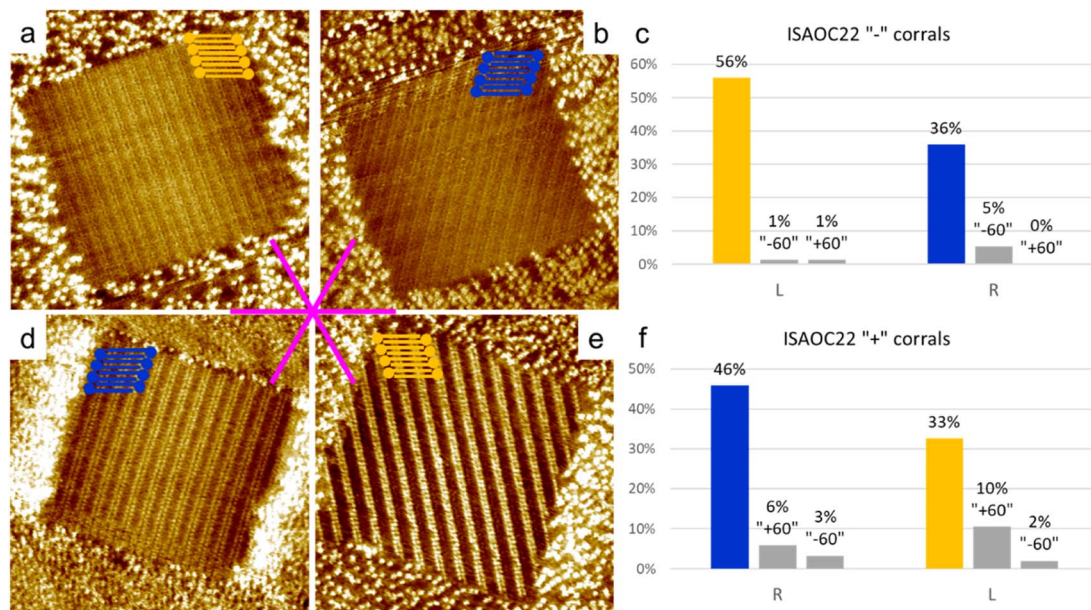 a
b
c
ISAOC22 "-" corrals
60%
50%
40%
30%
20%
10%
0%
56%
1%
"-60"
1%
"+60"
36%
5%
"-60"
0%
"+60"
L
R
d
e
f
ISAOC22 "+" corrals
50%
40%
30%
20%
10%
0%
46%
6%
"+60"
3%
"-60"
33%
10%
"+60"
2%
"-60"
R
L